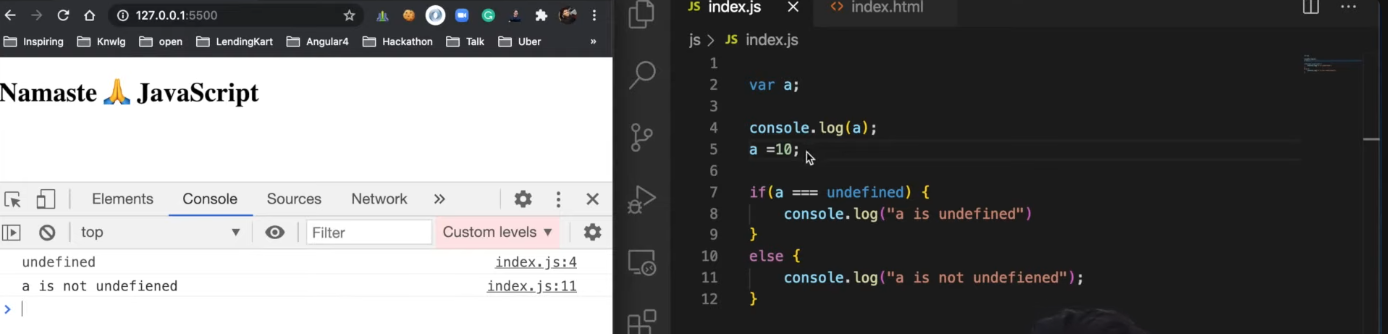 127.0.0.1:5500
Inspiring Knwlg open LendingKart Angular4 Hackathon Talk Uber »
Namaste 🙏 JavaScript
Elements Console Sources Network »
top Filter Custom levels
undefined index.js:4
a is not undefiened index.js:11
>
JS index.js index.html
js > JS index.js
1
2 var a;
3
4 console.log(a);
5 a =10;
6
7 if(a === undefined) {
8 console.log("a is undefined")
9 }
10 else {
11 console.log("a is not undefiened");
12 }